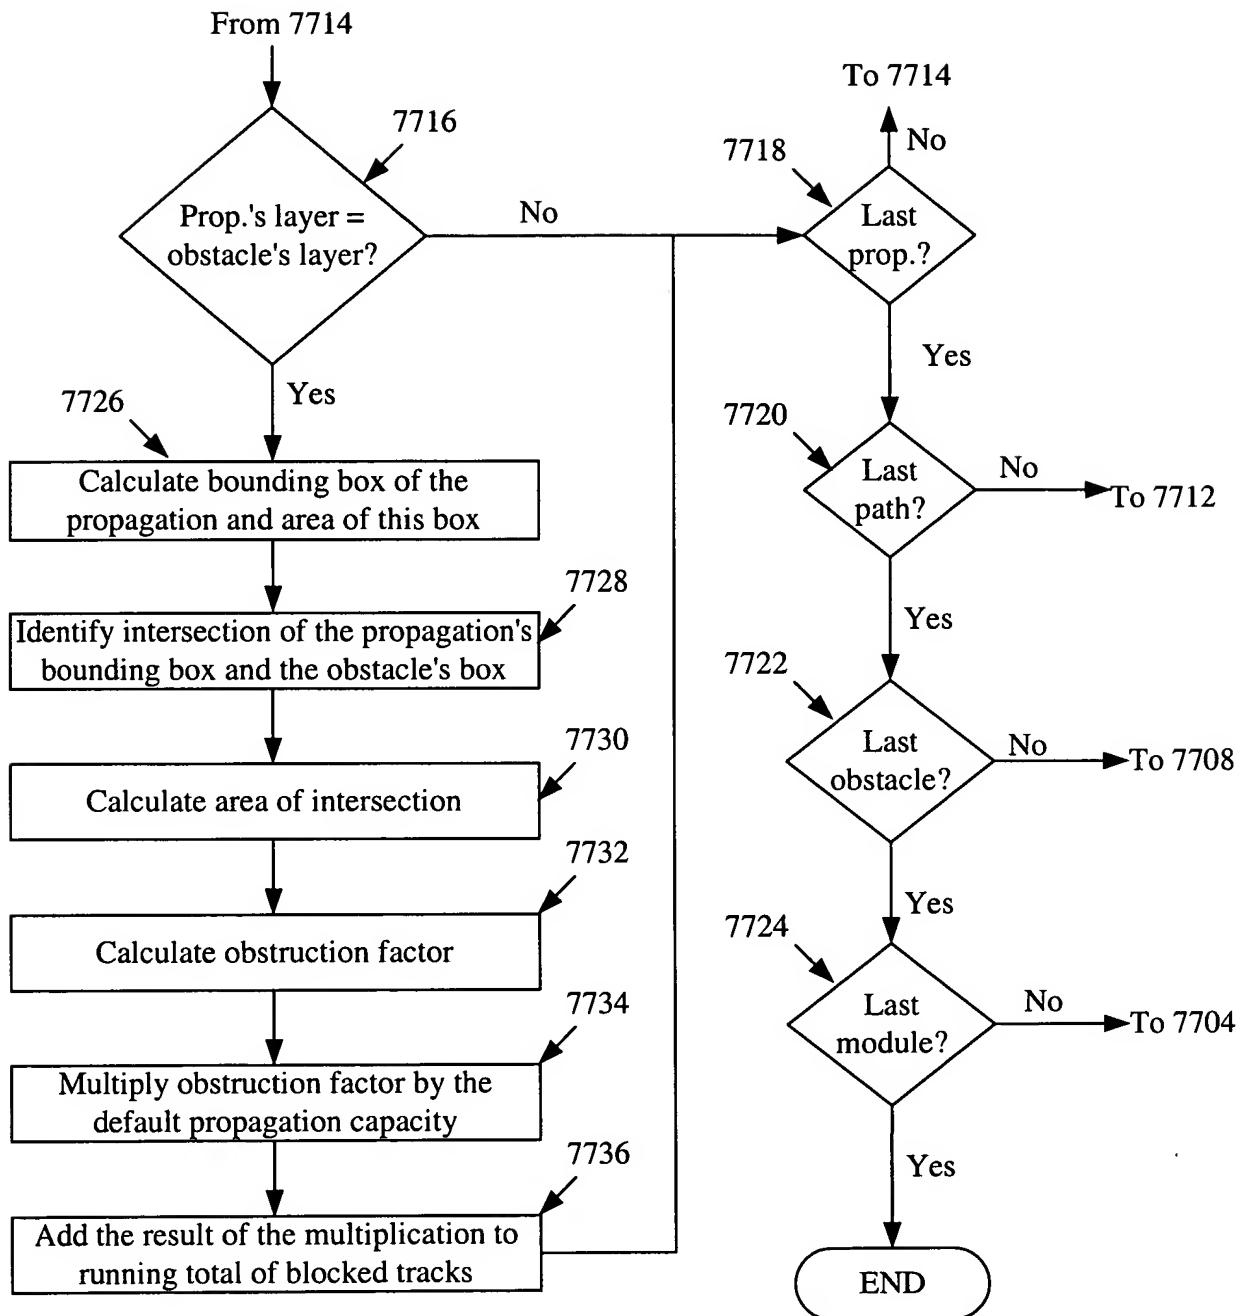 From 7714
7716
Prop.'s layer =
obstacle's layer?
No
Yes
7726
Calculate bounding box of the
propagation and area of this box
7728
Identify intersection of the propagation's
bounding box and the obstacle's box
7730
Calculate area of intersection
7732
Calculate obstruction factor
7734
Multiply obstruction factor by the
default propagation capacity
7736
Add the result of the multiplication to
running total of blocked tracks
To 7714
No
7718
Last
prop.?
Yes
7720
Last
path?
No
To 7712
Yes
7722
Last
obstacle?
No
To 7708
Yes
7724
Last
module?
No
To 7704
Yes
END